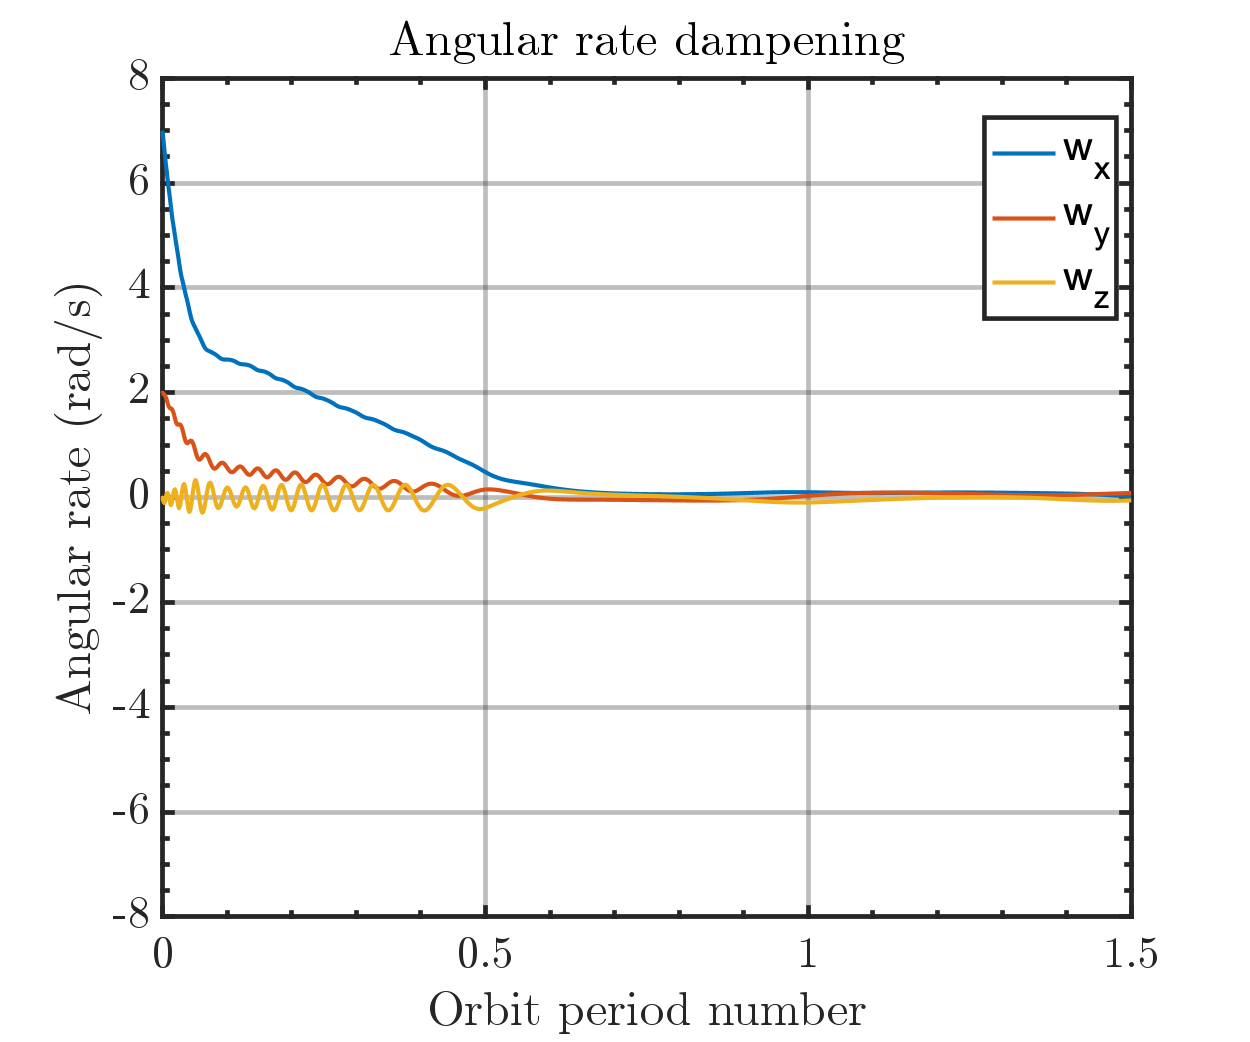 Angular rate dampening
8
6
4
2
0
-2
-4
-6
-8
Angular rate (rad/s)
w_x
w_y
w_z
0 0.5 1 1.5
Orbit period number